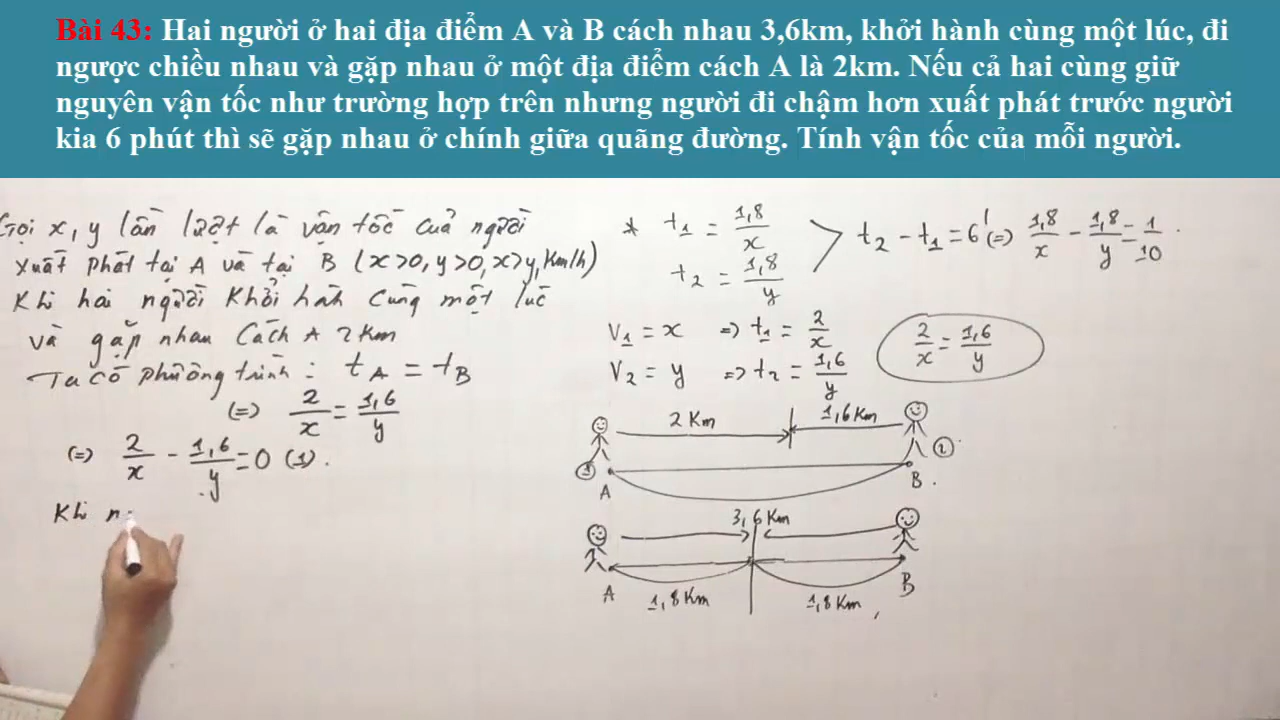 Bài 43: Hai người ở hai địa điểm A và B cách nhau 3,6km, khởi hành cùng một lúc, đi
ngược chiều nhau và gặp nhau ở một địa điểm cách A là 2km. Nếu cả hai cùng giữ
nguyên vận tốc như trường hợp trên nhưng người đi chậm hơn xuất phát trước người
kia 6 phút thì sẽ gặp nhau ở chính giữa quãng đường. Tính vận tốc của mỗi người.
Gọi x, y lần lượt là vận tốc của người
xuất phát tại A và tại B (x>0, y>0, x>y, Km/h)
Khi hai người khởi hành cùng một lúc
và gặp nhau cách A 2 Km
Ta có phương trình: tA = tB
(=) 2/x = 1,6/y
(=) 2/x - 1,6/y = 0 (1).
Khi n
* t1 = 1,8/x
t2 = 1,8/y
t2 - t1 = 6' (=) 1,8/x - 1,8/y = 1/10
V1 = x => t1 = 2/x
V2 = y => t2 = 1,6/y
2/x = 1,6/y
2 Km 1,6 Km
1 2
A B
3,6 Km
A B
1,8 Km 1,8 Km